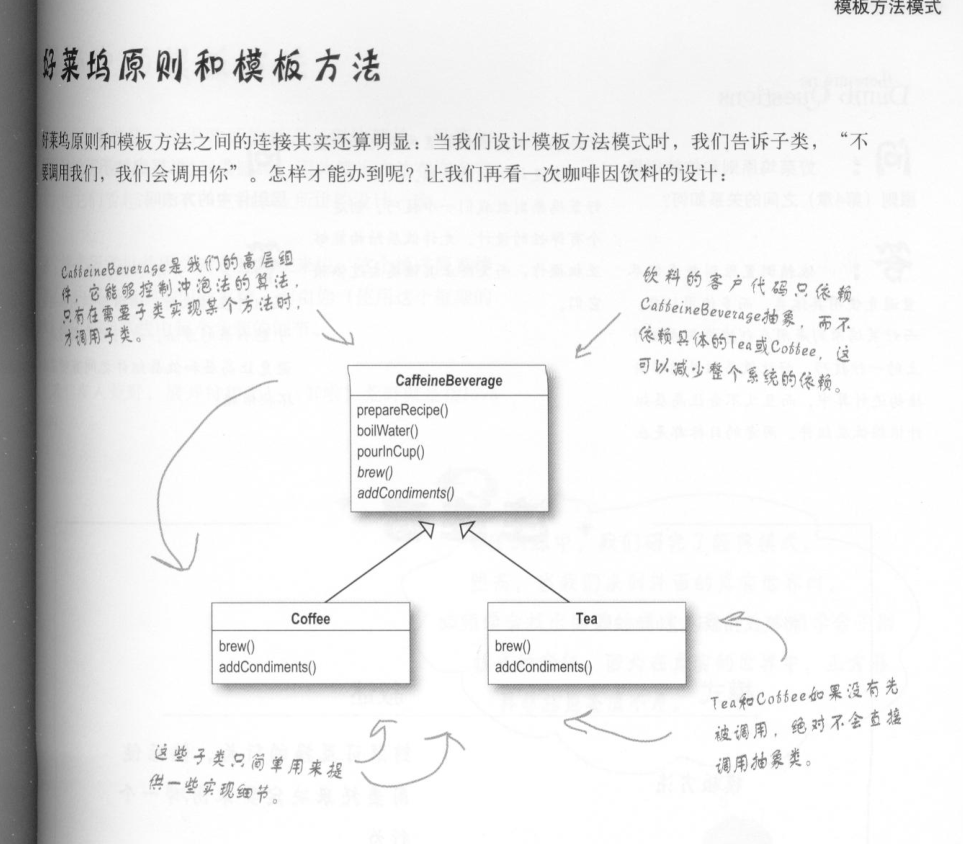 模板方法模式
好莱坞原则和模板方法
好莱坞原则和模板方法之间的连接其实还算明显：当我们设计模板方法模式时，我们告诉子类，“不
要调用我们，我们会调用你”。怎样才能办到呢？让我们再看一次咖啡因饮料的设计：
CaffeineBeverage是我们的高层组
件，它能够控制冲泡法的算法，
只有在需要子类实现某个方法时，
才调用子类。
饮料的客户代码只依赖
CaffeineBeverage抽象，而不
依赖具体的Tea或Coffee，这
可以减少整个系统的依赖。
CaffeineBeverage
prepareRecipe()
boilWater()
pourInCup()
brew()
addCondiments()
Coffee
brew()
addCondiments()
Tea
brew()
addCondiments()
Tea和Coffee如果没有先
被调用，绝对不会直接
调用抽象类。
这些子类只简单用来提
供一些实现细节。